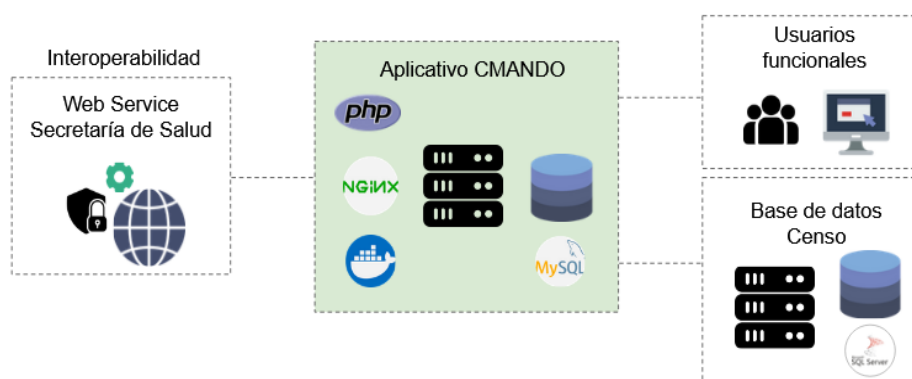 Interoperabilidad
Web Service
Secretaría de Salud
Aplicativo CMANDO
php
NGiNX
MySQL
Usuarios
funcionales
Base de datos
Censo
SQL Server